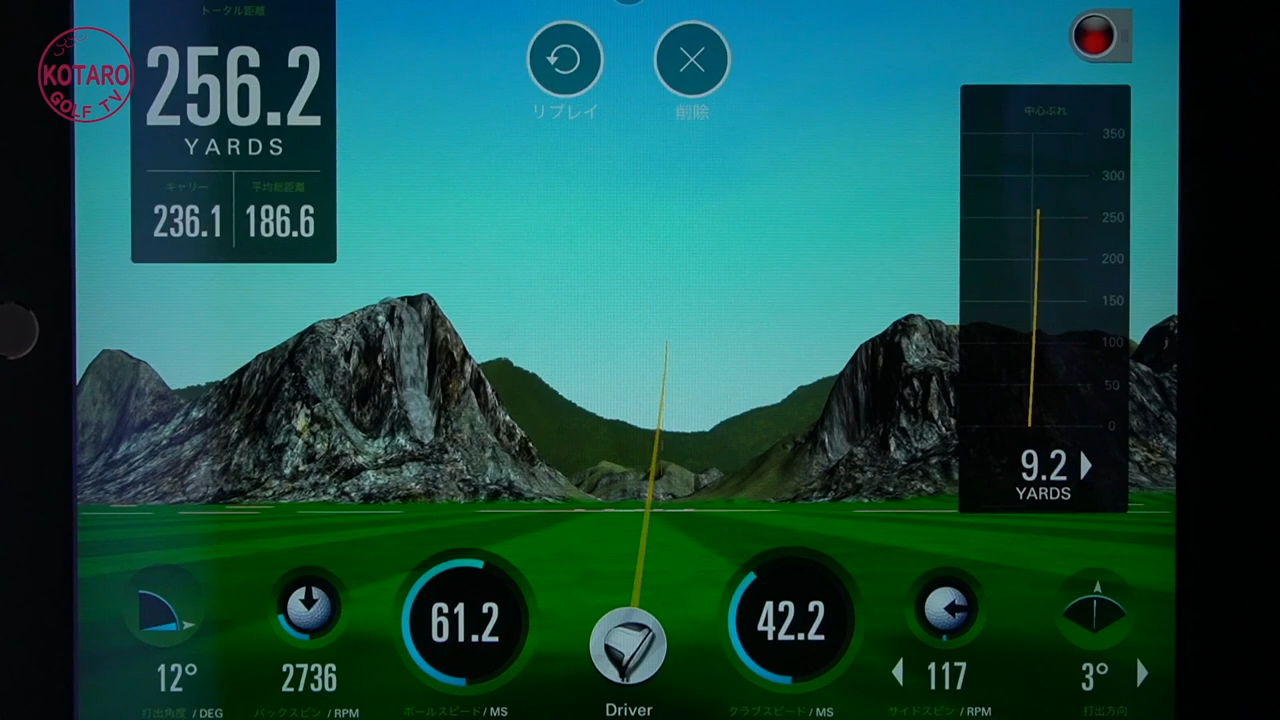 トータル距離
256.2
YARDS
キャリー
平均総距離
236.1
186.6
KOTARO
GOLF TV
リプレイ
削除
中心ぶれ
350
300
250
200
150
100
50
0
9.2
YARDS
12°
打出角度 / DEG
2736
バックスピン / RPM
61.2
ボールスピード / MS
Driver
42.2
クラブスピード / MS
117
サイドスピン / RPM
3°
打出方向